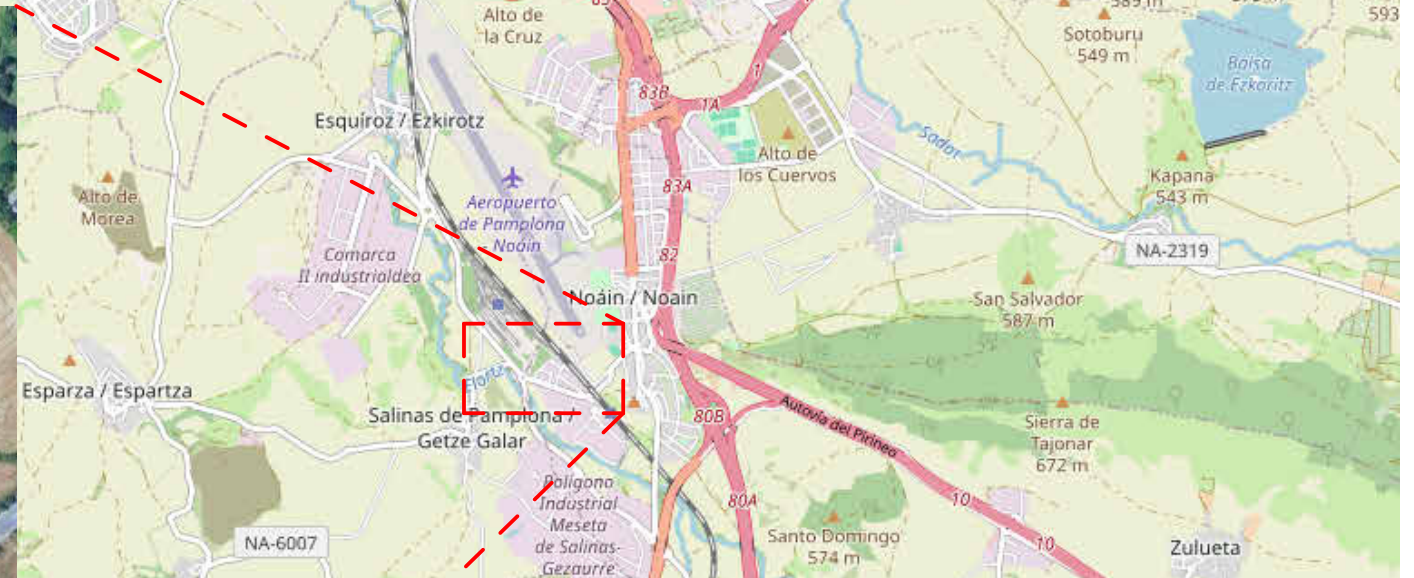 Alto de
la Cruz
83B
1A
1
Sotoburu
549 m
593
Balsa
de Ezkoritz
Esquíroz / Ezkirotz
Sadar
Alto de
los Cuervos
83A
Kapana
543 m
Alto de
Morea
Aeropuerto
de Pamplona
- Noáin
Comarca
II industrialdea
82
NA-2319
Noáin / Noain
San Salvador
587 m
Esparza / Espartza
Elortz
Salinas de Pamplona /
Getze Galar
80B
Autovía del Pirineo
Sierra de
Tajonar
672 m
Polígono
Industrial
Meseta
de Salinas-
Gezaurre
80A
10
NA-6007
Santo Domingo
574 m
10
Zulueta